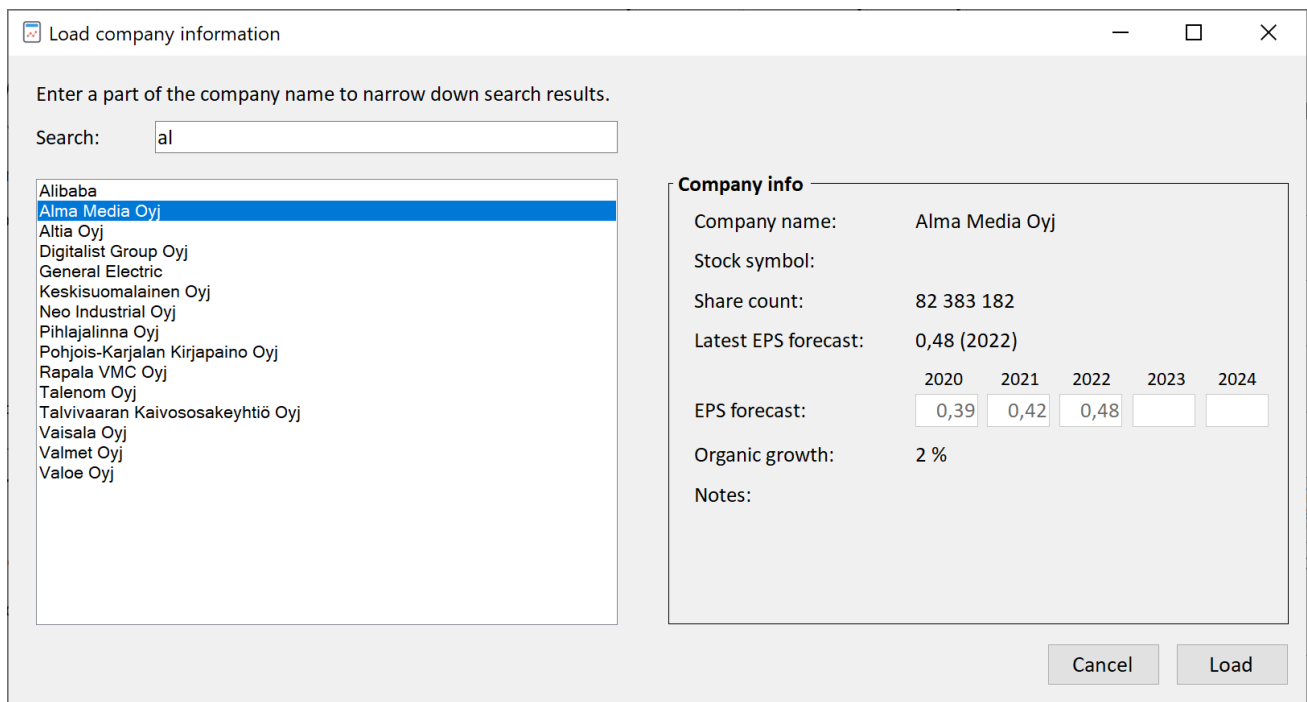 Load company information
Enter a part of the company name to narrow down search results.
Search: al
Alibaba
Alma Media Oyj
Altia Oyj
Digitalist Group Oyj
General Electric
Keskisuomalainen Oyj
Neo Industrial Oyj
Pihlajalinna Oyj
Pohjois-Karjalan Kirjapaino Oyj
Rapala VMC Oyj
Talenom Oyj
Talvivaaran Kaivososakeyhtiö Oyj
Vaisala Oyj
Valmet Oyj
Valoe Oyj
Company info
Company name: Alma Media Oyj
Stock symbol:
Share count: 82 383 182
Latest EPS forecast: 0,48 (2022)
2020 2021 2022 2023 2024
EPS forecast: 0,39 0,42 0,48
Organic growth: 2 %
Notes:
Cancel Load